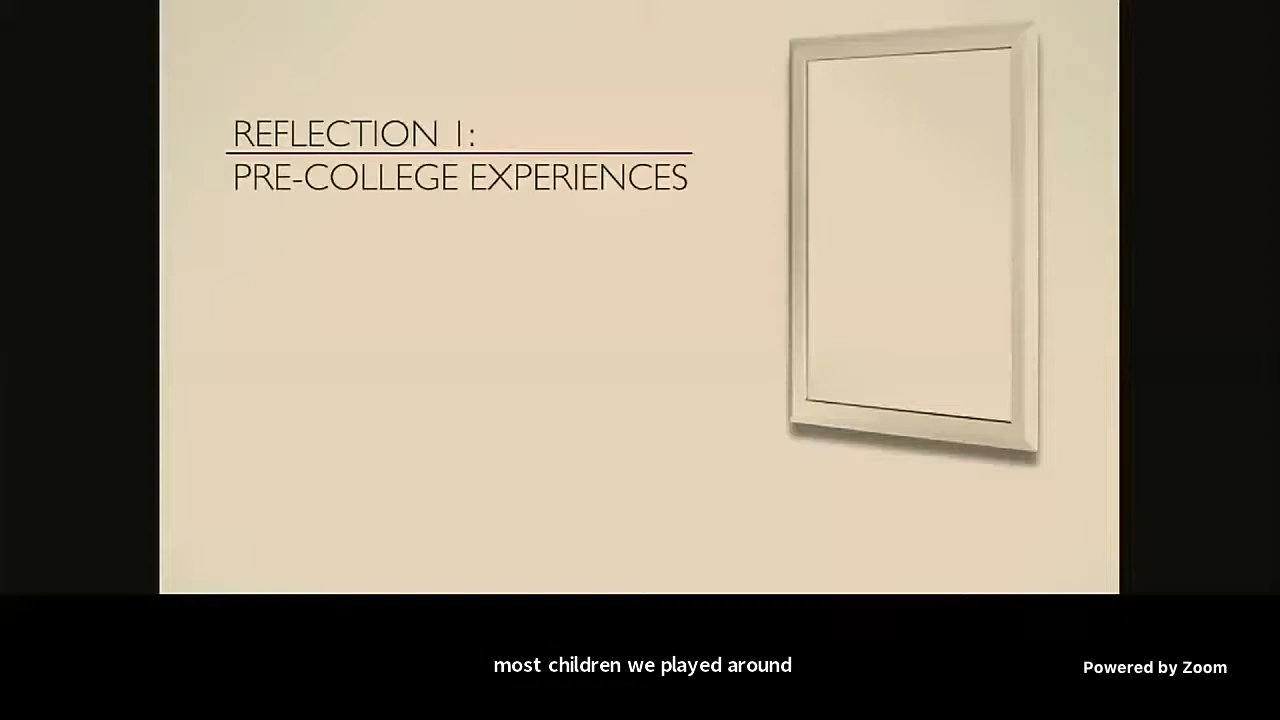 REFLECTION 1:
PRE-COLLEGE EXPERIENCES
most children we played around
Powered by Zoom